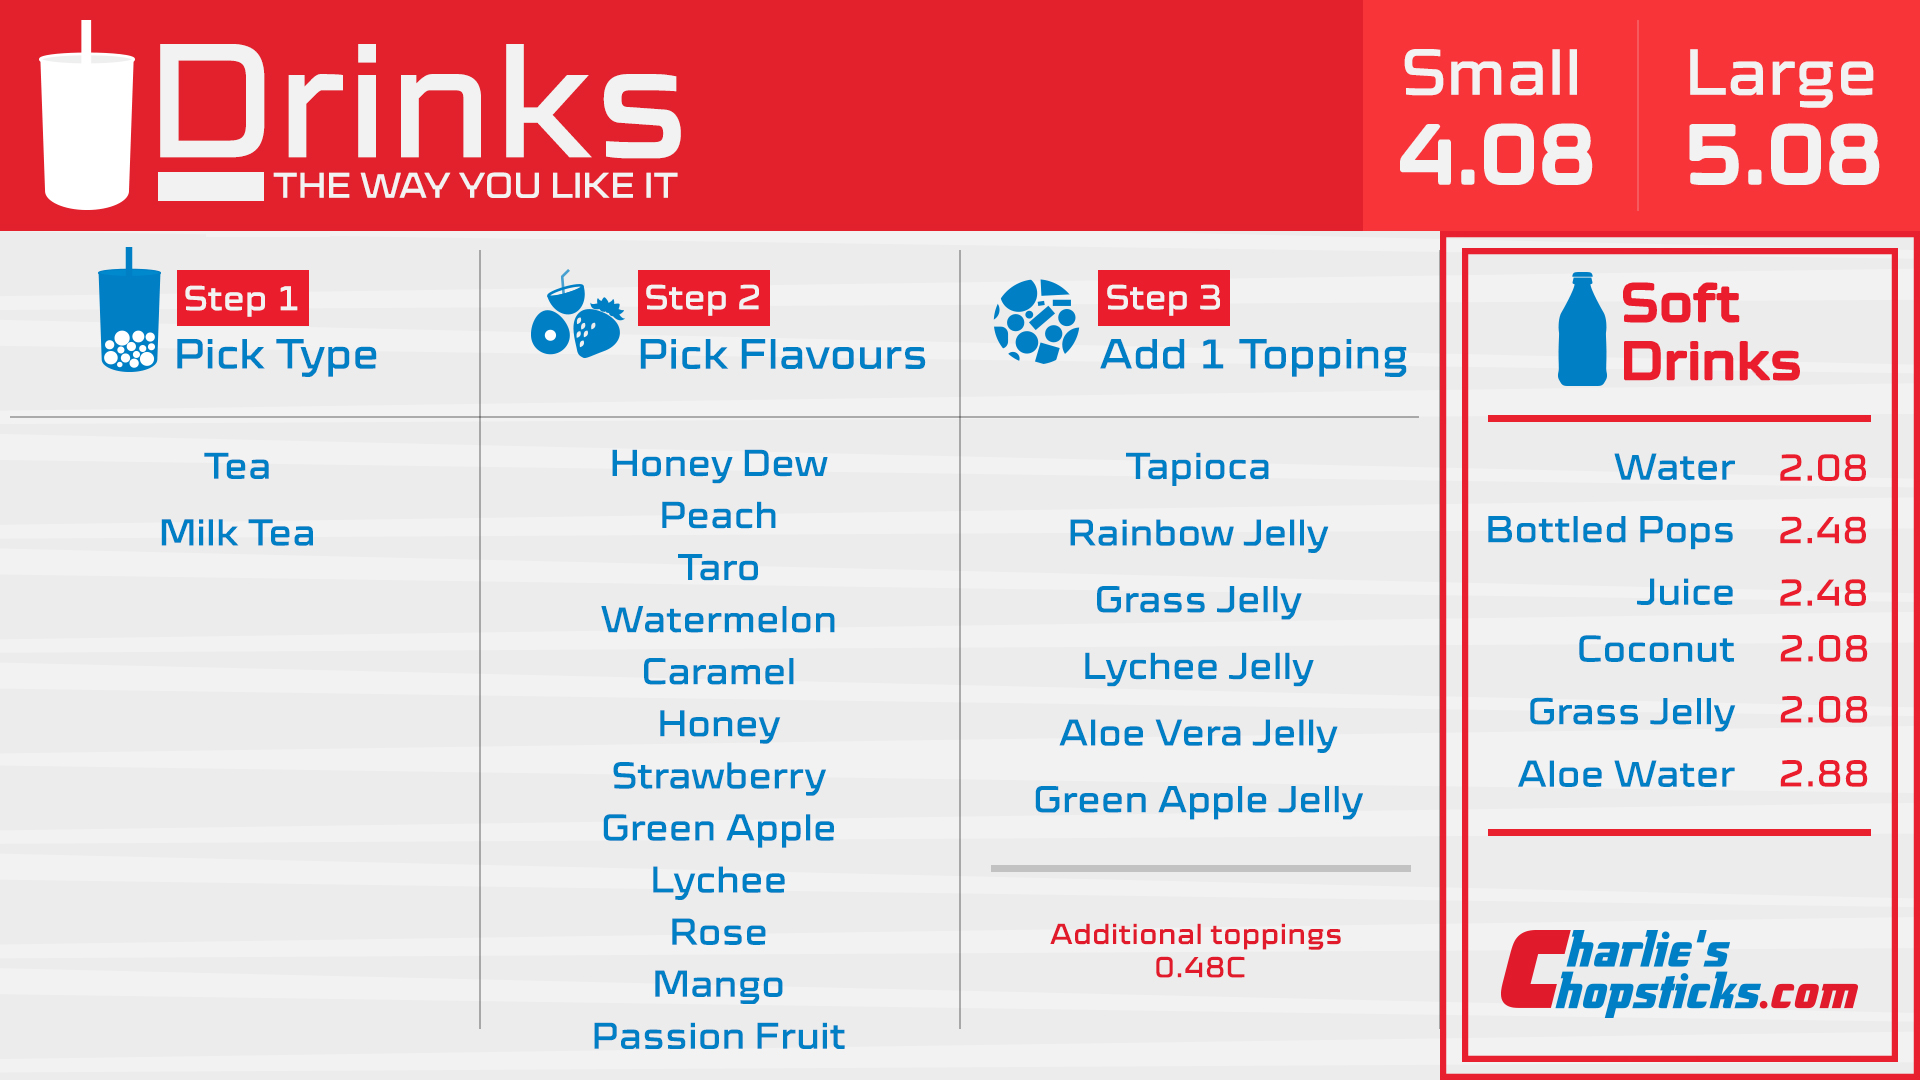 Drinks
THE WAY YOU LIKE IT
Small
4.08
Large
5.08
Step 1
Pick Type
Tea
Milk Tea
Step 2
Pick Flavours
Honey Dew
Peach
Taro
Watermelon
Caramel
Honey
Strawberry
Green Apple
Lychee
Rose
Mango
Passion Fruit
Step 3
Add 1 Topping
Tapioca
Rainbow Jelly
Grass Jelly
Lychee Jelly
Aloe Vera Jelly
Green Apple Jelly
Additional toppings
0.48C
Soft
Drinks
Water 2.08
Bottled Pops 2.48
Juice 2.48
Coconut 2.08
Grass Jelly 2.08
Aloe Water 2.88
Charlie's
Chopsticks.com